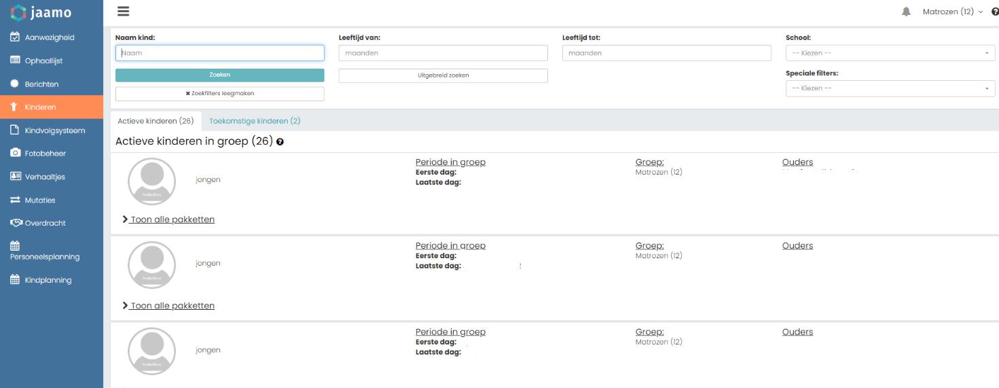 jaamo
Aanwezigheid
Ophaallijst
Berichten
Kinderen
Kindvolgsysteem
Fotobeheer
Verhaaltjes
Mutaties
Overdracht
Personeelsplanning
Kindplanning
Matrozen (12)
Naam kind:
Naam
Leeftijd van:
maanden
Leeftijd tot:
maanden
School:
-- Kiezen --
Zoeken
Uitgebreid zoeken
Speciale filters:
-- Kiezen --
Zoekfilters leegmaken
Actieve kinderen (26)
Toekomstige kinderen (2)
Actieve kinderen in groep (26)
jongen
Periode in groep
Eerste dag:
Laatste dag:
Groep:
Matrozen (12)
Ouders
Toon alle pakketten
jongen
Periode in groep
Eerste dag:
Laatste dag:
Groep:
Matrozen (12)
Ouders
Toon alle pakketten
jongen
Periode in groep
Eerste dag:
Laatste dag:
Groep:
Matrozen (12)
Ouders